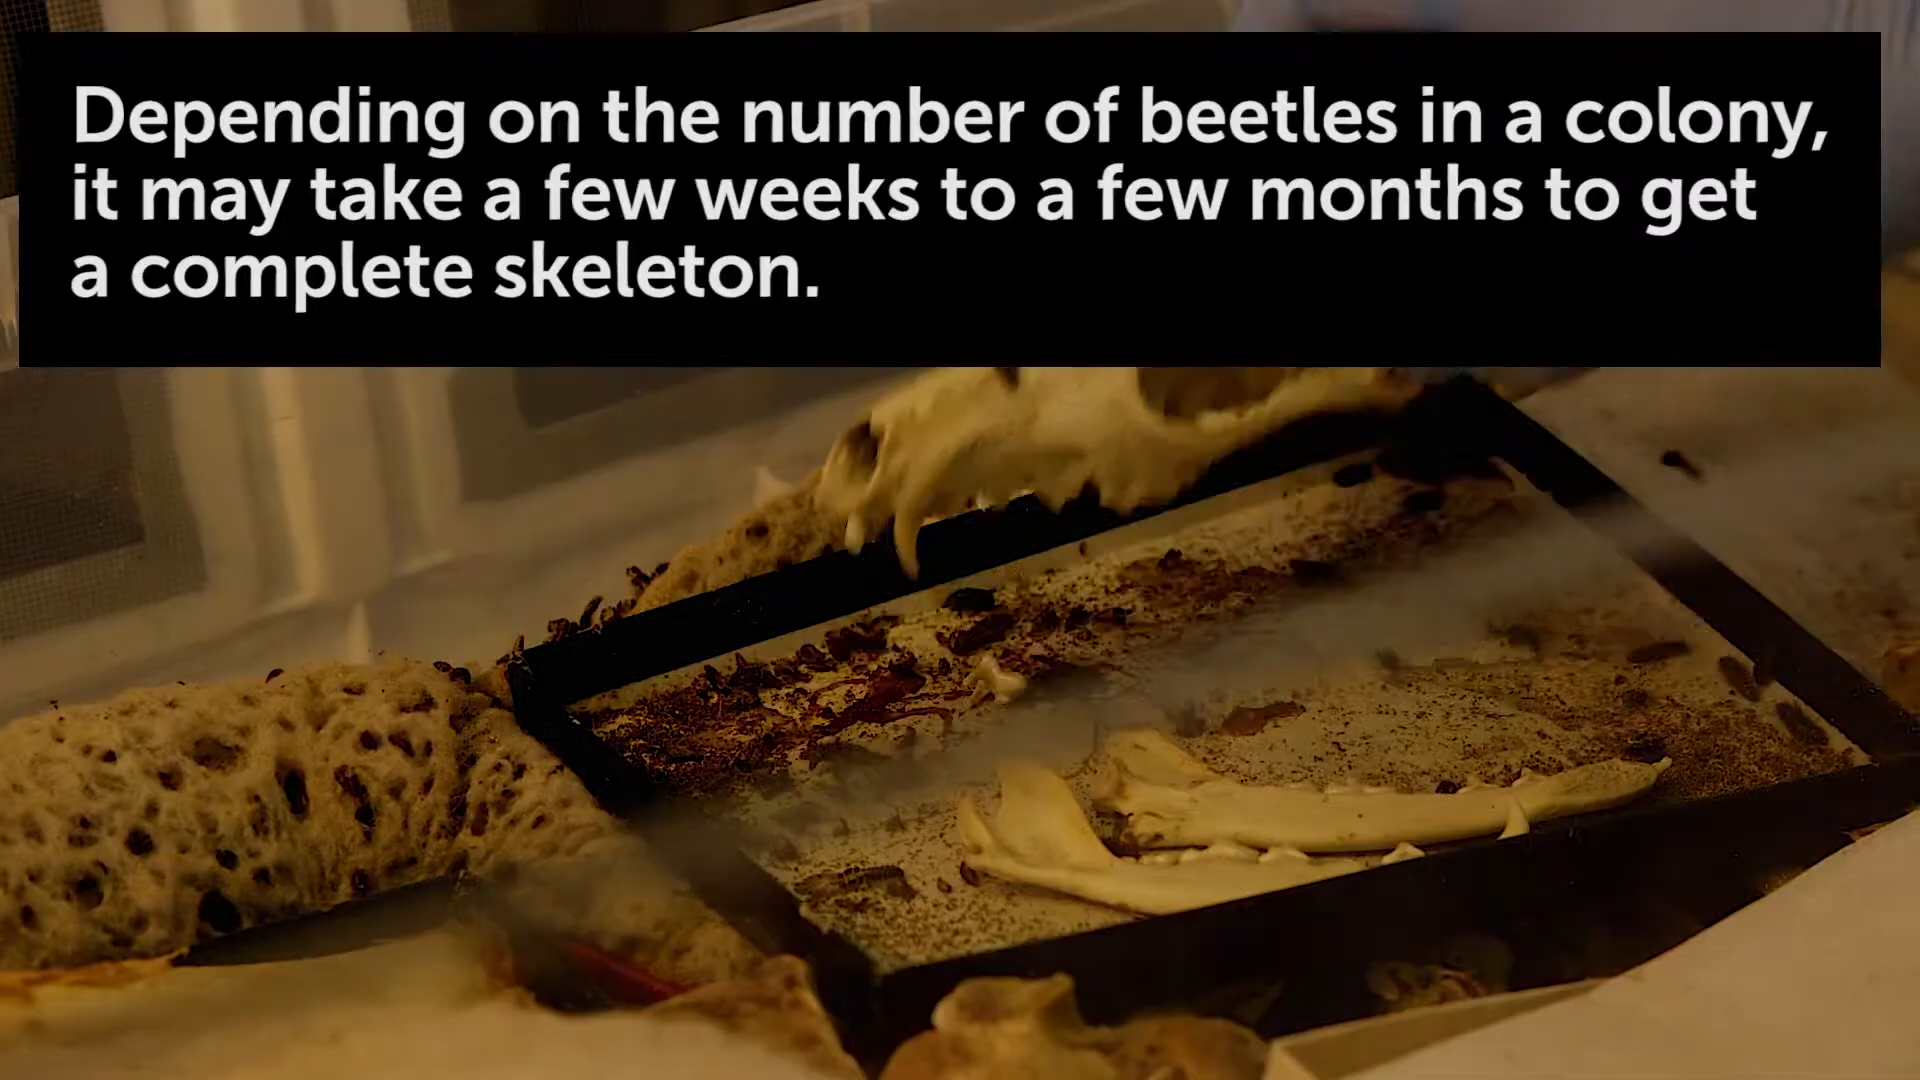 Depending on the number of beetles in a colony,
it may take a few weeks to a few months to get
a complete skeleton.